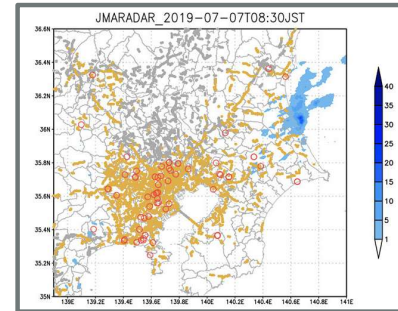 JMARADAR_2019-07-07T08:30JST
36.6N
36.4N
36.2N
36N
35.8N
35.6N
35.4N
35.2N
35N
139E 139.2E 139.4E 139.6E 139.8E 140E 140.2E 140.4E 140.6E 140.8E 141E
40
35
30
25
20
15
10
5
1